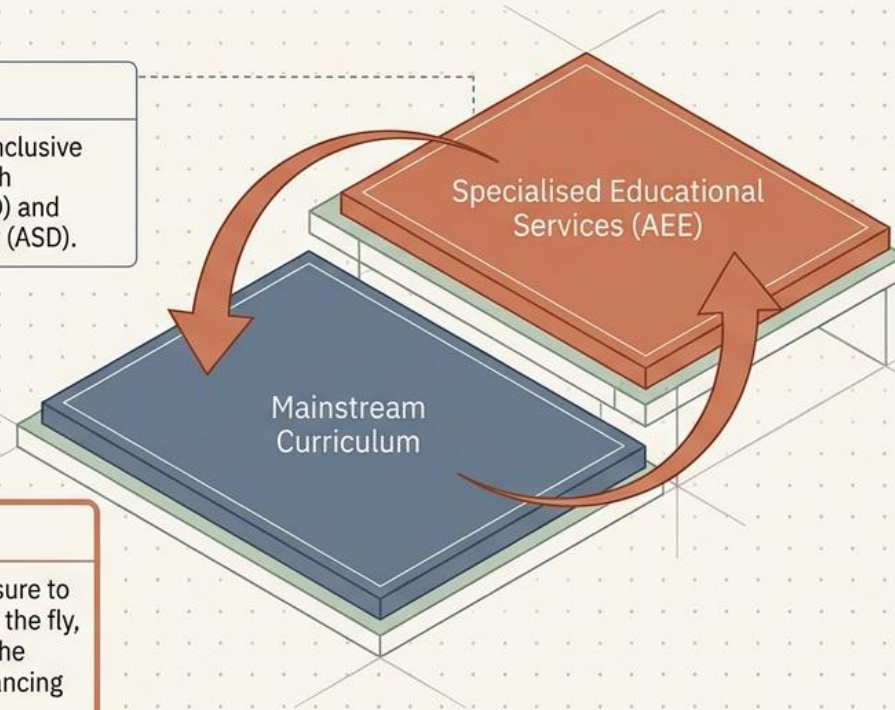 nclusive
h
) and
(ASD).
Specialised Educational
Services (AEE)
Mainstream
Curriculum
sure to
the fly,
he
ancing